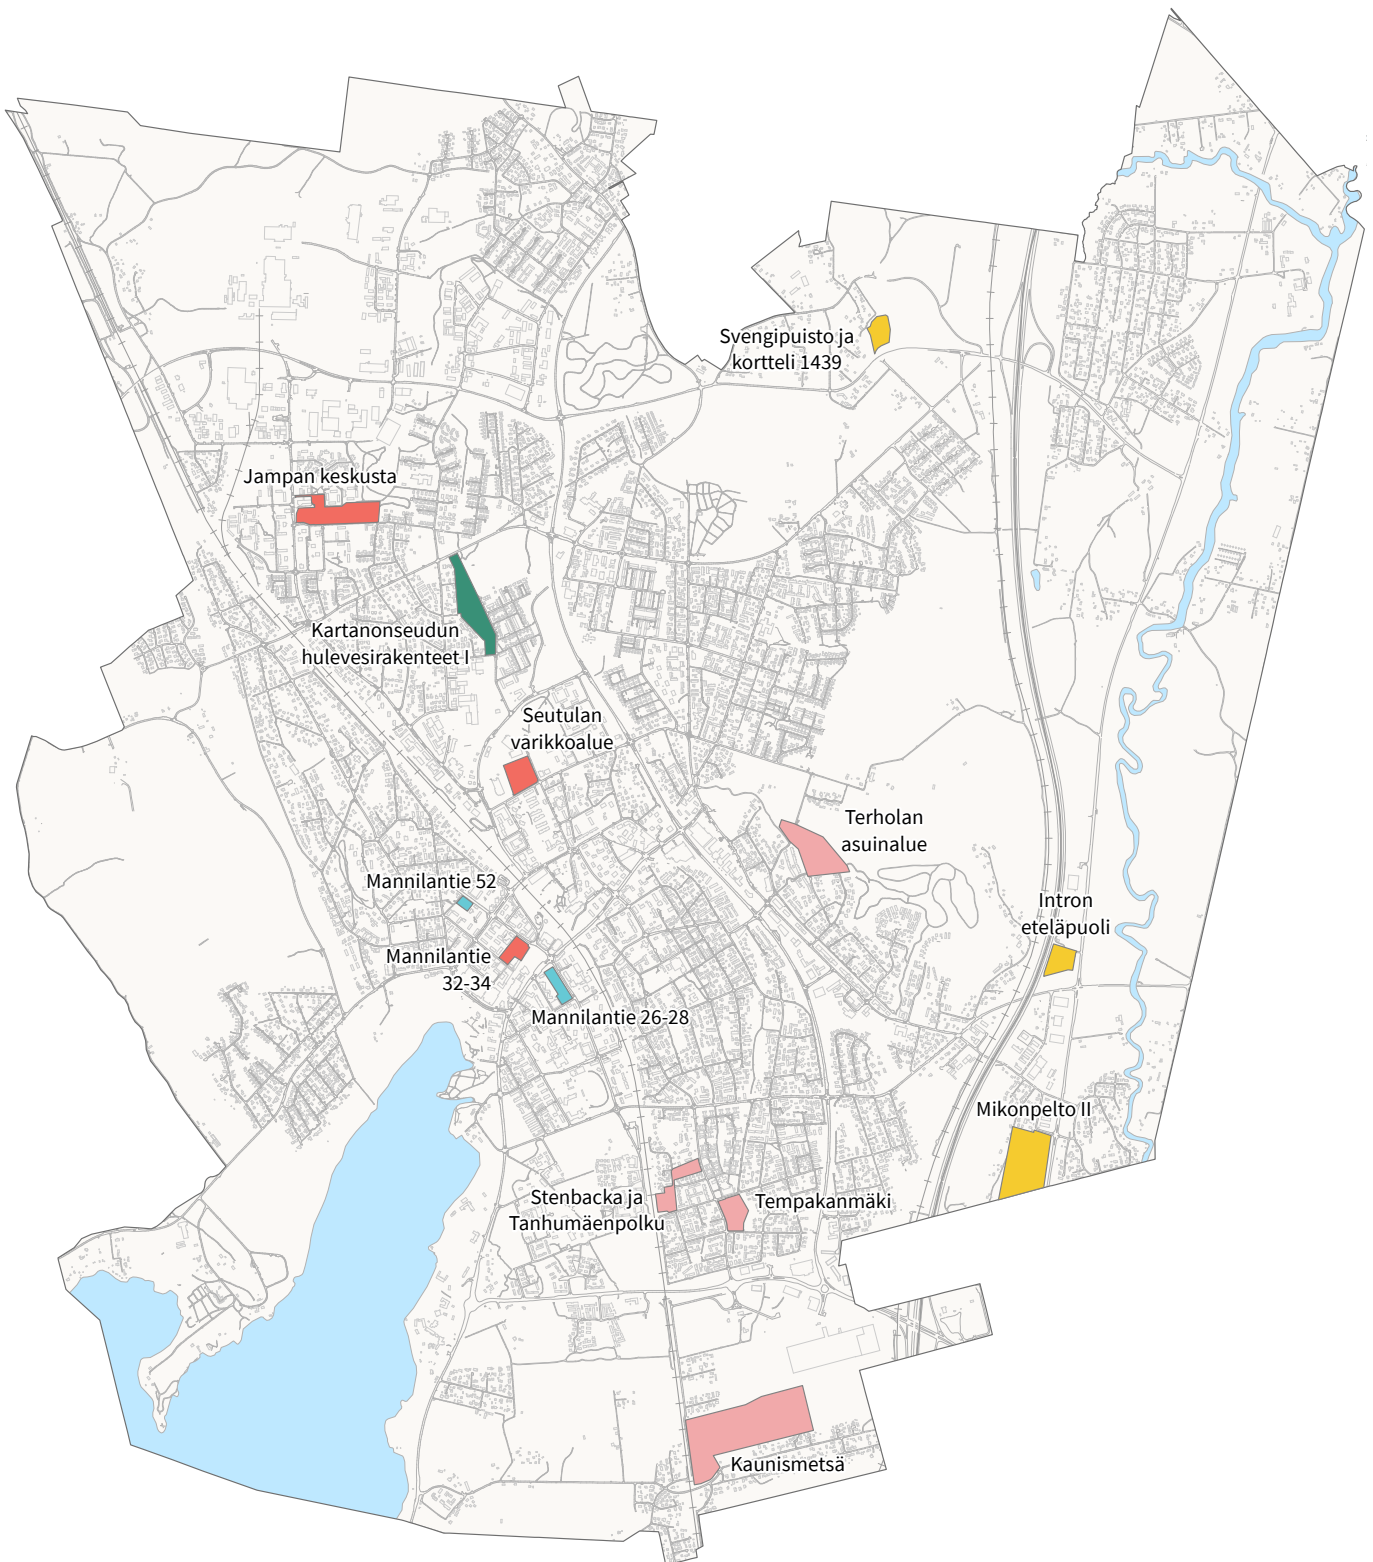 Svengipuisto ja
kortteli 1439
Jampan keskusta
Kartanonseudun
hulevesirakenteet I
Seutulan
varikkoalue
Terholan
asuinalue
Mannilantie 52
Intron
eteläpuoli
Mannilantie
32-34
Mannilantie 26-28
Mikonpelto II
Stenbacka ja
Tanhumäenpolku
Tempakanmäki
Kaunismetsä